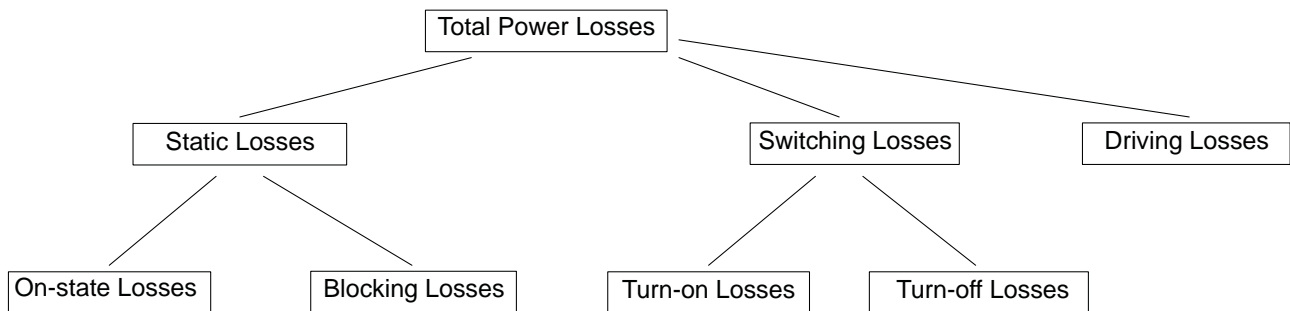 Total Power Losses
Static Losses
Switching Losses
Driving Losses
On-state Losses
Blocking Losses
Turn-on Losses
Turn-off Losses